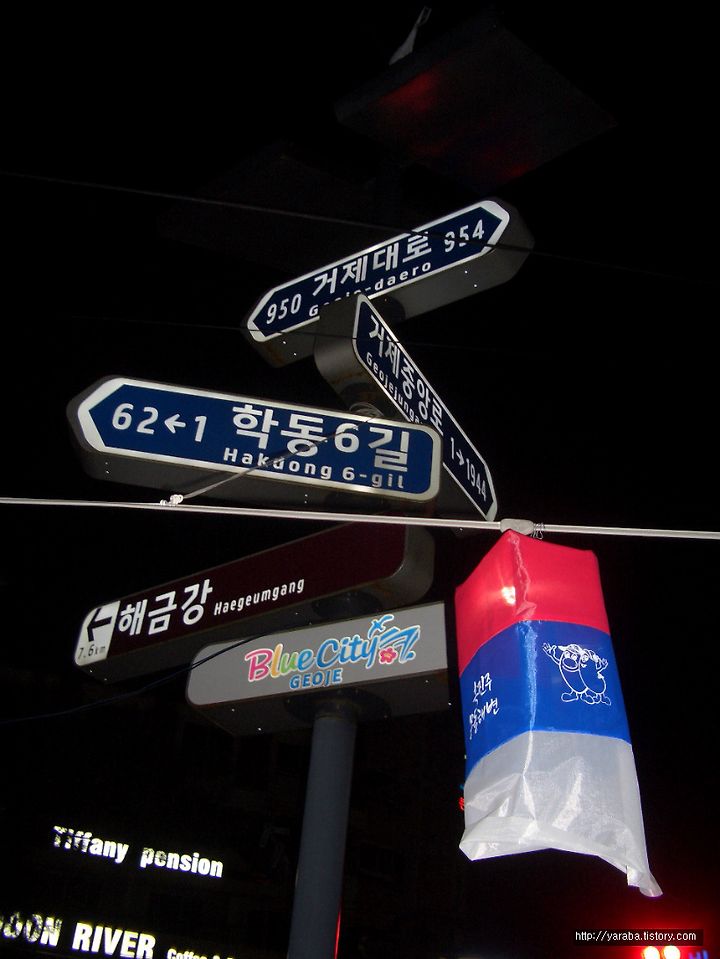 950 거제대로 954
Geoje-daero
거제중앙로
1→1944
62←1 학동6길
Hakdong 6-gil
해금강 Haegeumgang
7.6km
Blue City
GEOJE
Tiffany pension
MOON RIVER Coffee
http://yaraba.tistory.com